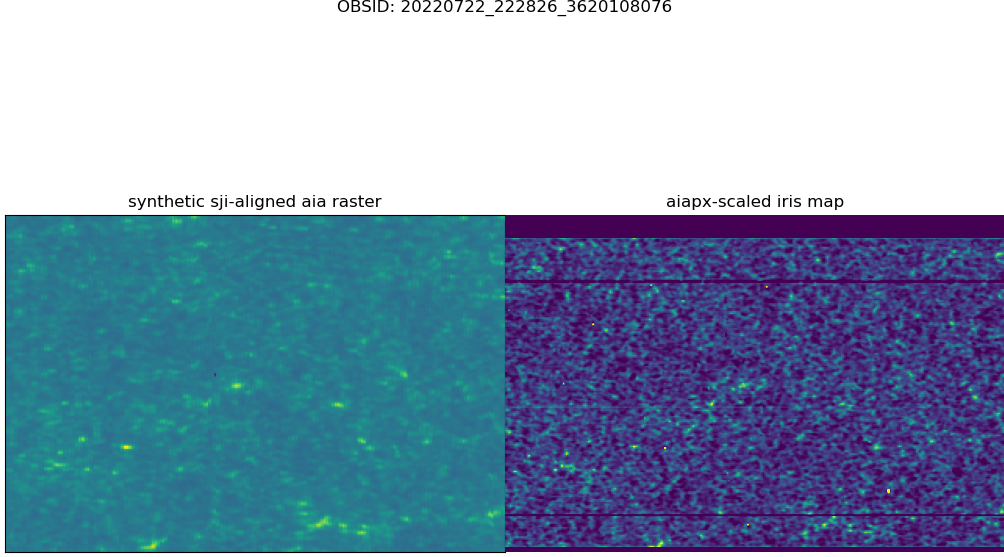 OBSID: 20220722_222826_3620108076
synthetic sji-aligned aia raster
aiapx-scaled iris map